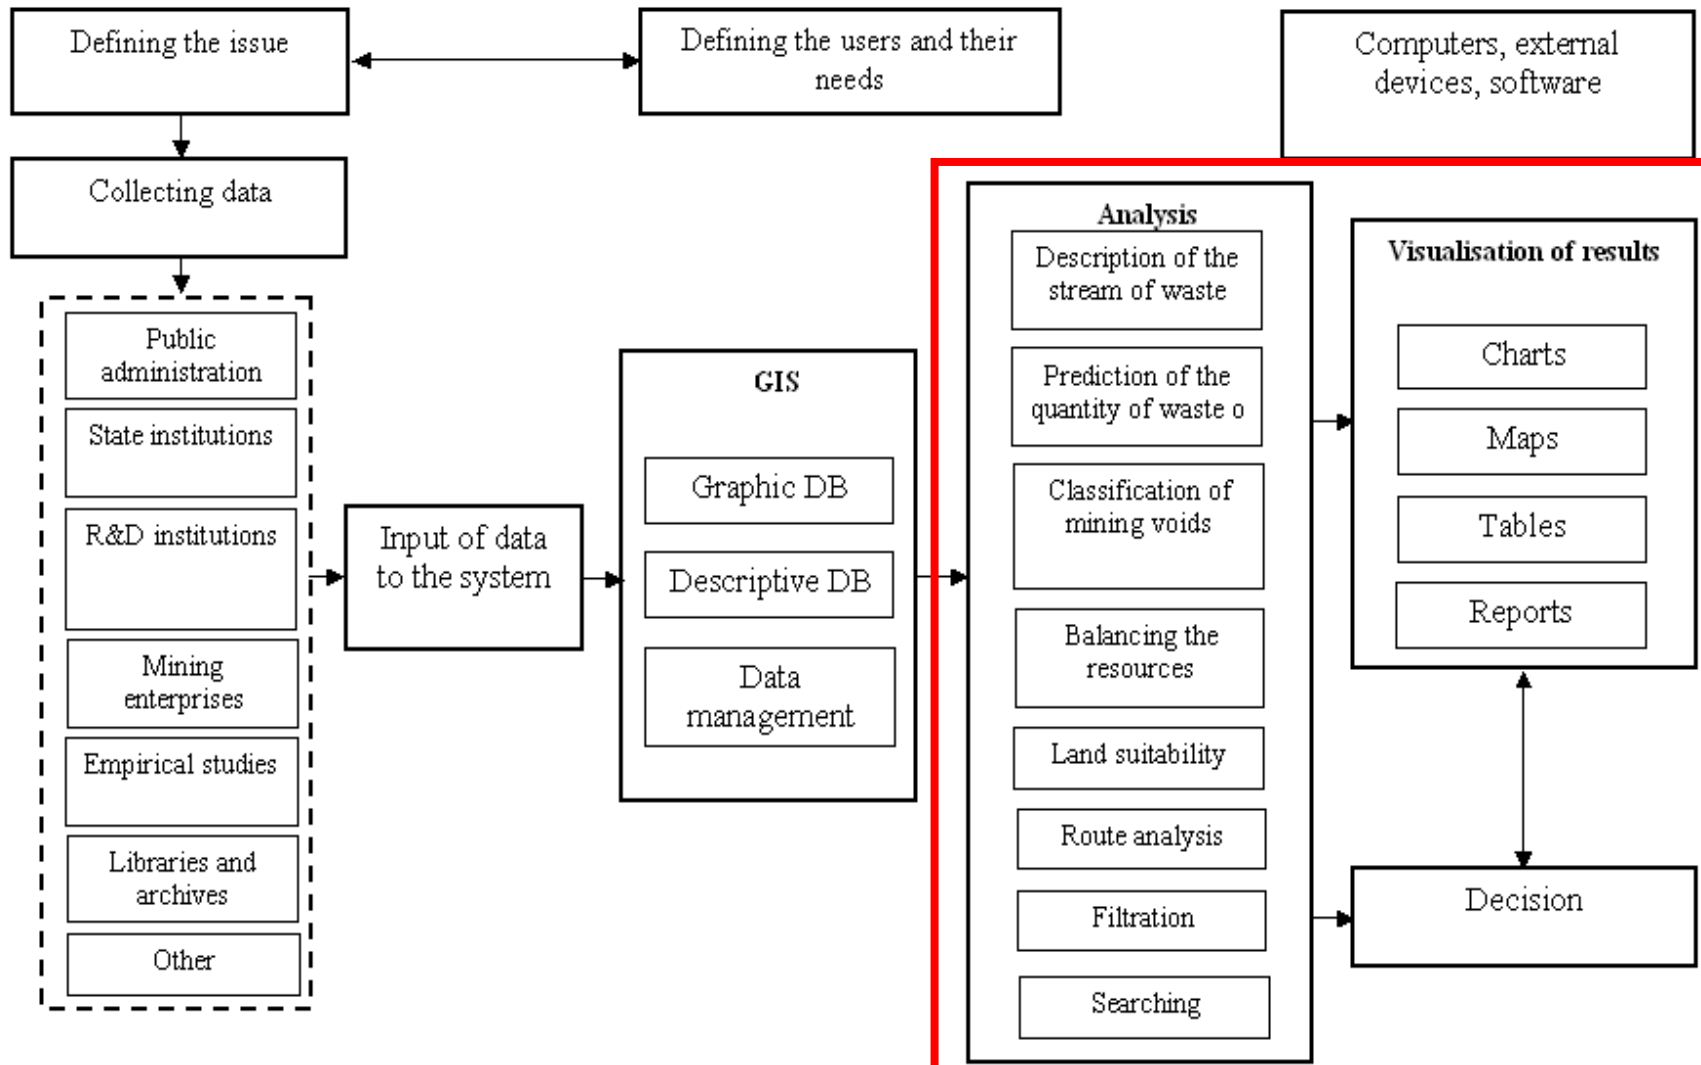 Defining the issue
Defining the users and their
needs
Computers, external
devices, software
Collecting data
Public
administration
State institutions
R&D institutions
Mining
enterprises
Empirical studies
Libraries and
archives
Other
Input of data
to the system
GIS
Graphic DB
Descriptive DB
Data
management
Analysis
Description of the
stream of waste
Prediction of the
quantity of waste o
Classification of
mining voids
Balancing the
resources
Land suitability
Route analysis
Filtration
Searching
Visualisation of results
Charts
Maps
Tables
Reports
Decision